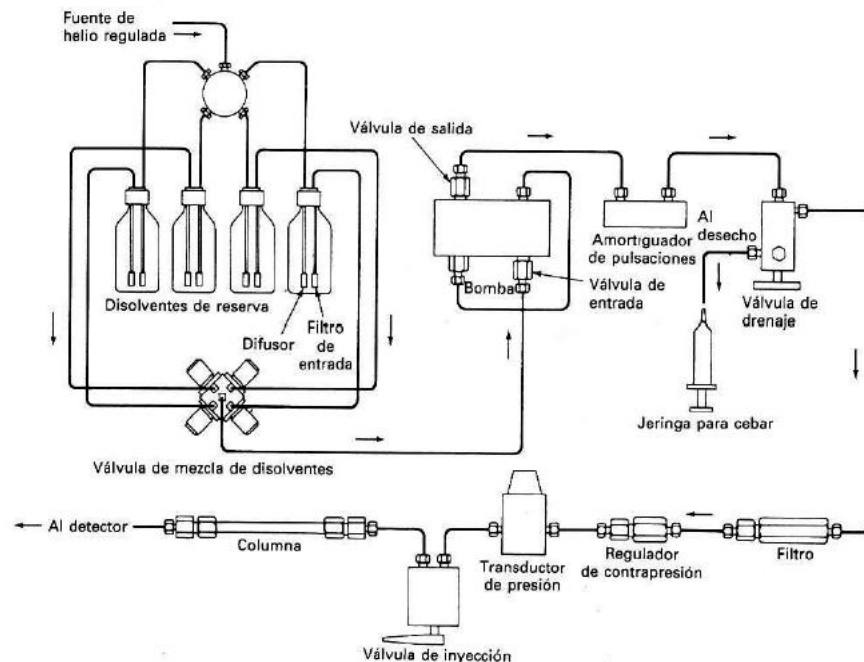 Fuente de
helio regulada
Válvula de salida
Disolventes de reserva
Difusor
Filtro
de
entrada
Bomba
Válvula de
entrada
Amortiguador
de pulsaciones
Al
desecho
Válvula de
drenaje
Jeringa para cebar
Válvula de mezcla de disolventes
Al detector
Columna
Válvula de inyección
Transductor
de presión
Regulador
de contrapresión
Filtro